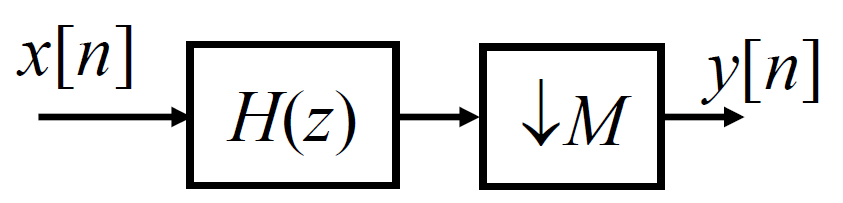 x[n]
H(z)
↓M
y[n]